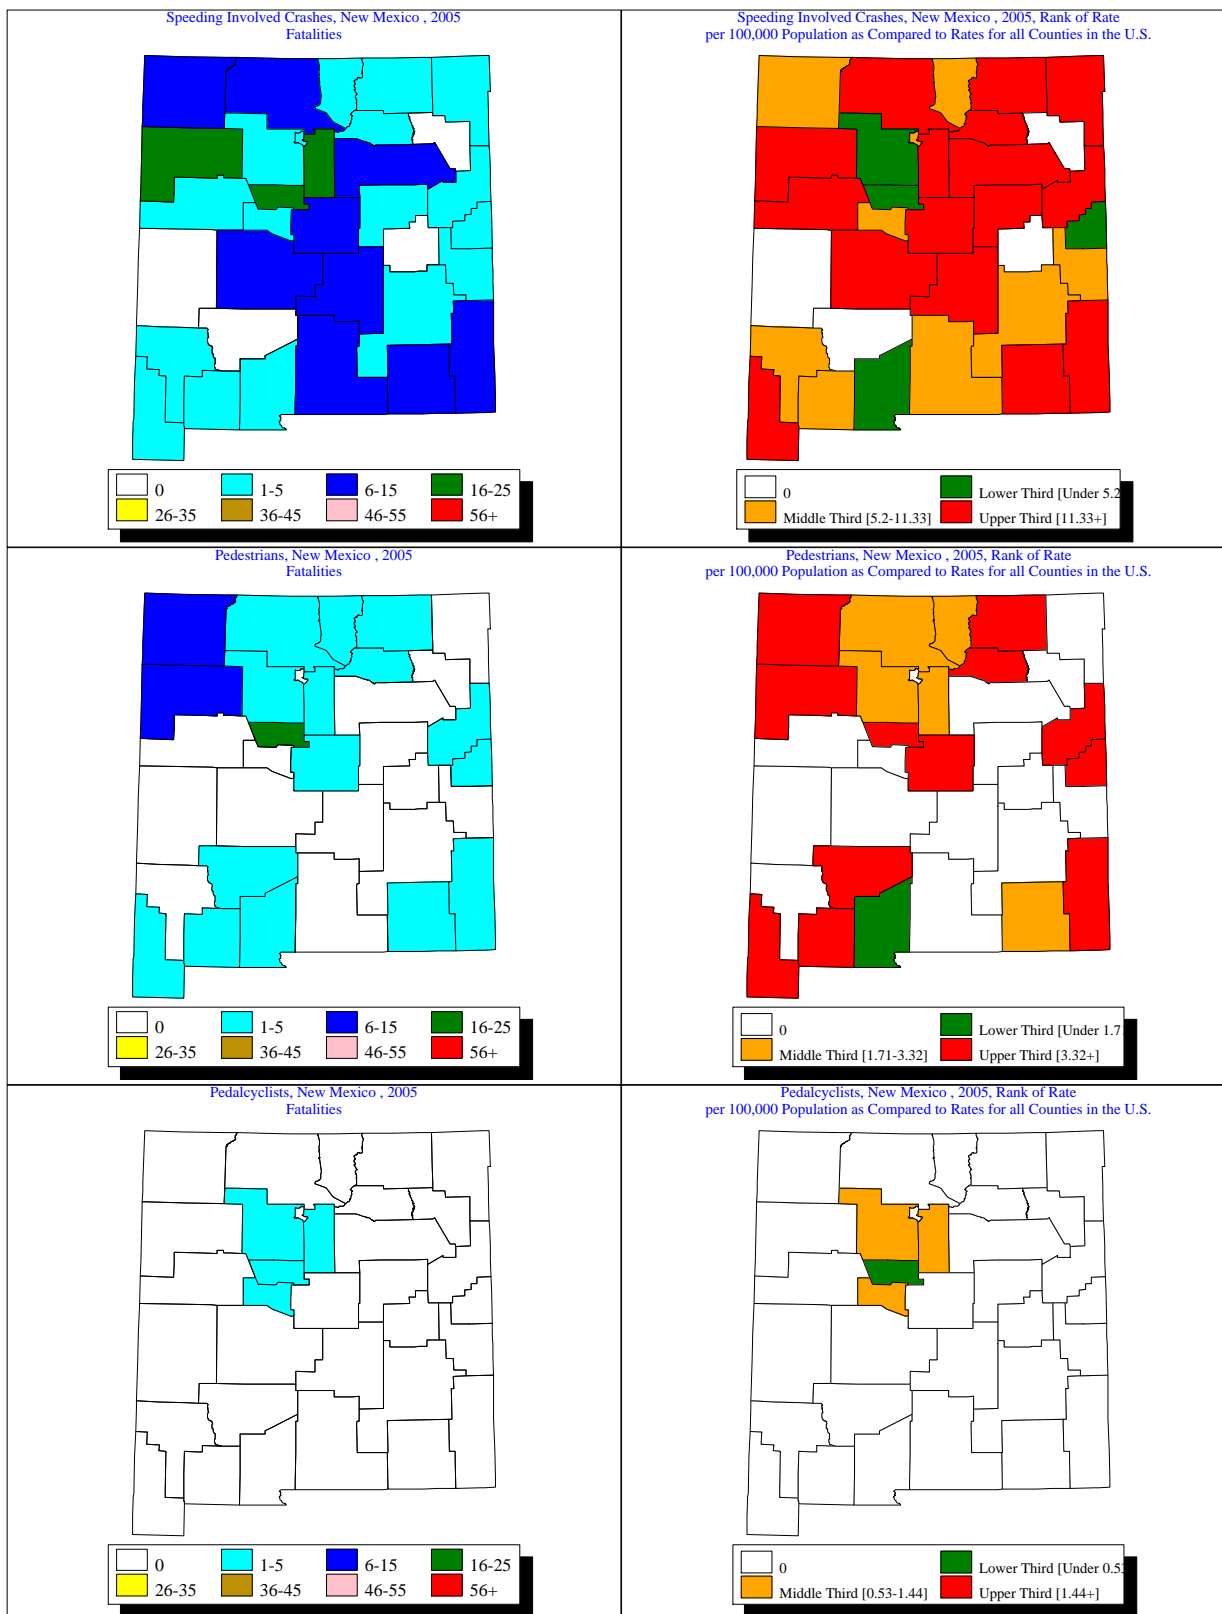 Speeding Involved Crashes, New Mexico , 2005
Fatalities
0
1-5
6-15
16-25
26-35
36-45
46-55
56+
Speeding Involved Crashes, New Mexico , 2005, Rank of Rate
per 100,000 Population as Compared to Rates for all Counties in the U.S.
0
Lower Third [Under 5.2
Middle Third [5.2-11.33]
Upper Third [11.33+]
Pedestrians, New Mexico , 2005
Fatalities
0
1-5
6-15
16-25
26-35
36-45
46-55
56+
Pedestrians, New Mexico , 2005, Rank of Rate
per 100,000 Population as Compared to Rates for all Counties in the U.S.
0
Lower Third [Under 1.71
Middle Third [1.71-3.32]
Upper Third [3.32+]
Pedalcyclists, New Mexico , 2005
Fatalities
0
1-5
6-15
16-25
26-35
36-45
46-55
56+
Pedalcyclists, New Mexico , 2005, Rank of Rate
per 100,000 Population as Compared to Rates for all Counties in the U.S.
0
Lower Third [Under 0.53
Middle Third [0.53-1.44]
Upper Third [1.44+]